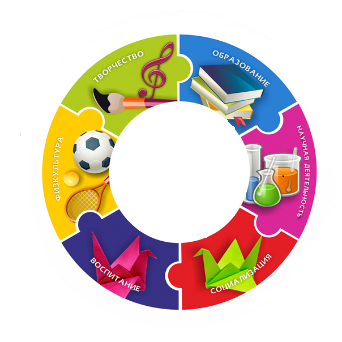 ТВОРЧЕСТВО
ОБРАЗОВАНИЕ
НАУЧНАЯ ДЕЯТЕЛЬНОСТЬ
СОЦИАЛИЗАЦИЯ
ВОСПИТАНИЕ
ФИЗКУЛЬТУРА